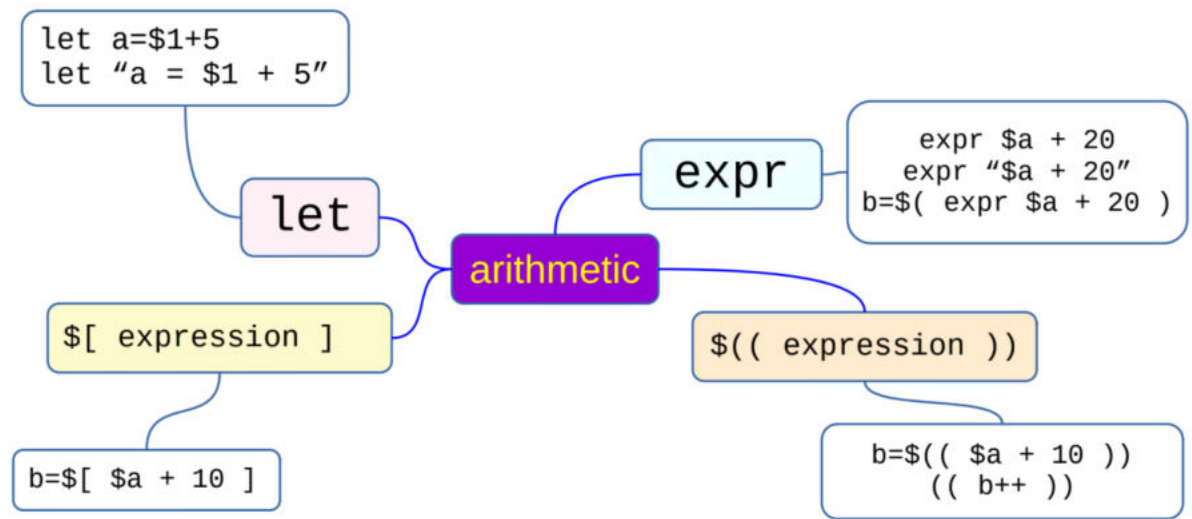 let a=$1+5
let “a = $1 + 5”
let
arithmetic
expr
expr $a + 20
expr “$a + 20”
b=$( expr $a + 20 )
$[ expression ]
b=$[ $a + 10 ]
$(( expression ))
b=$(( $a + 10 ))
(( b++ ))